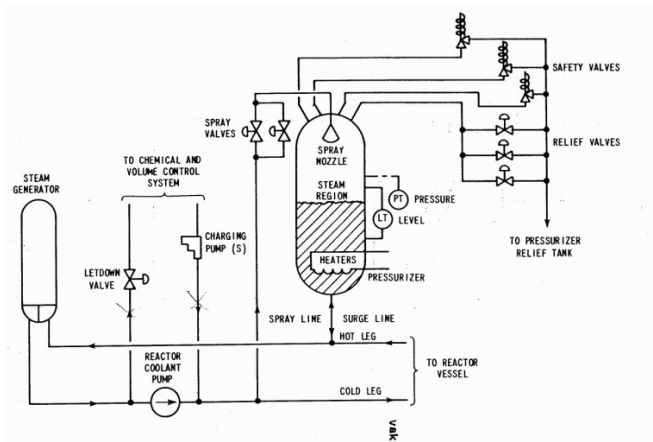 SAFETY VALVES
SPRAY
VALVES
SPRAY
NOZZLE
RELIEF VALVES
STEAM
GENERATOR
TO CHEMICAL AND
VOLUME CONTROL
SYSTEM
STEAM
REGION
PT
PRESSURE
LT
LEVEL
CHARGING
PUMP (S)
TO PRESSURIZER
RELIEF TANK
LETDOWN
VALVE
HEATERS
PRESSURIZER
SPRAY LINE
SURGE LINE
HOT LEG
REACTOR
COOLANT
PUMP
TO REACTOR
VESSEL
COLD LEG
vak